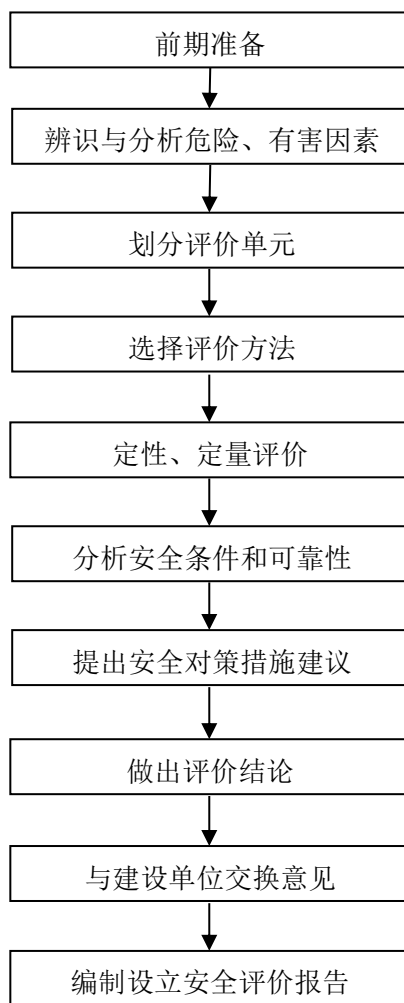 前期准备
辨识与分析危险、有害因素
划分评价单元
选择评价方法
定性、定量评价
分析安全条件和可靠性
提出安全对策措施建议
做出评价结论
与建设单位交换意见
编制设立安全评价报告